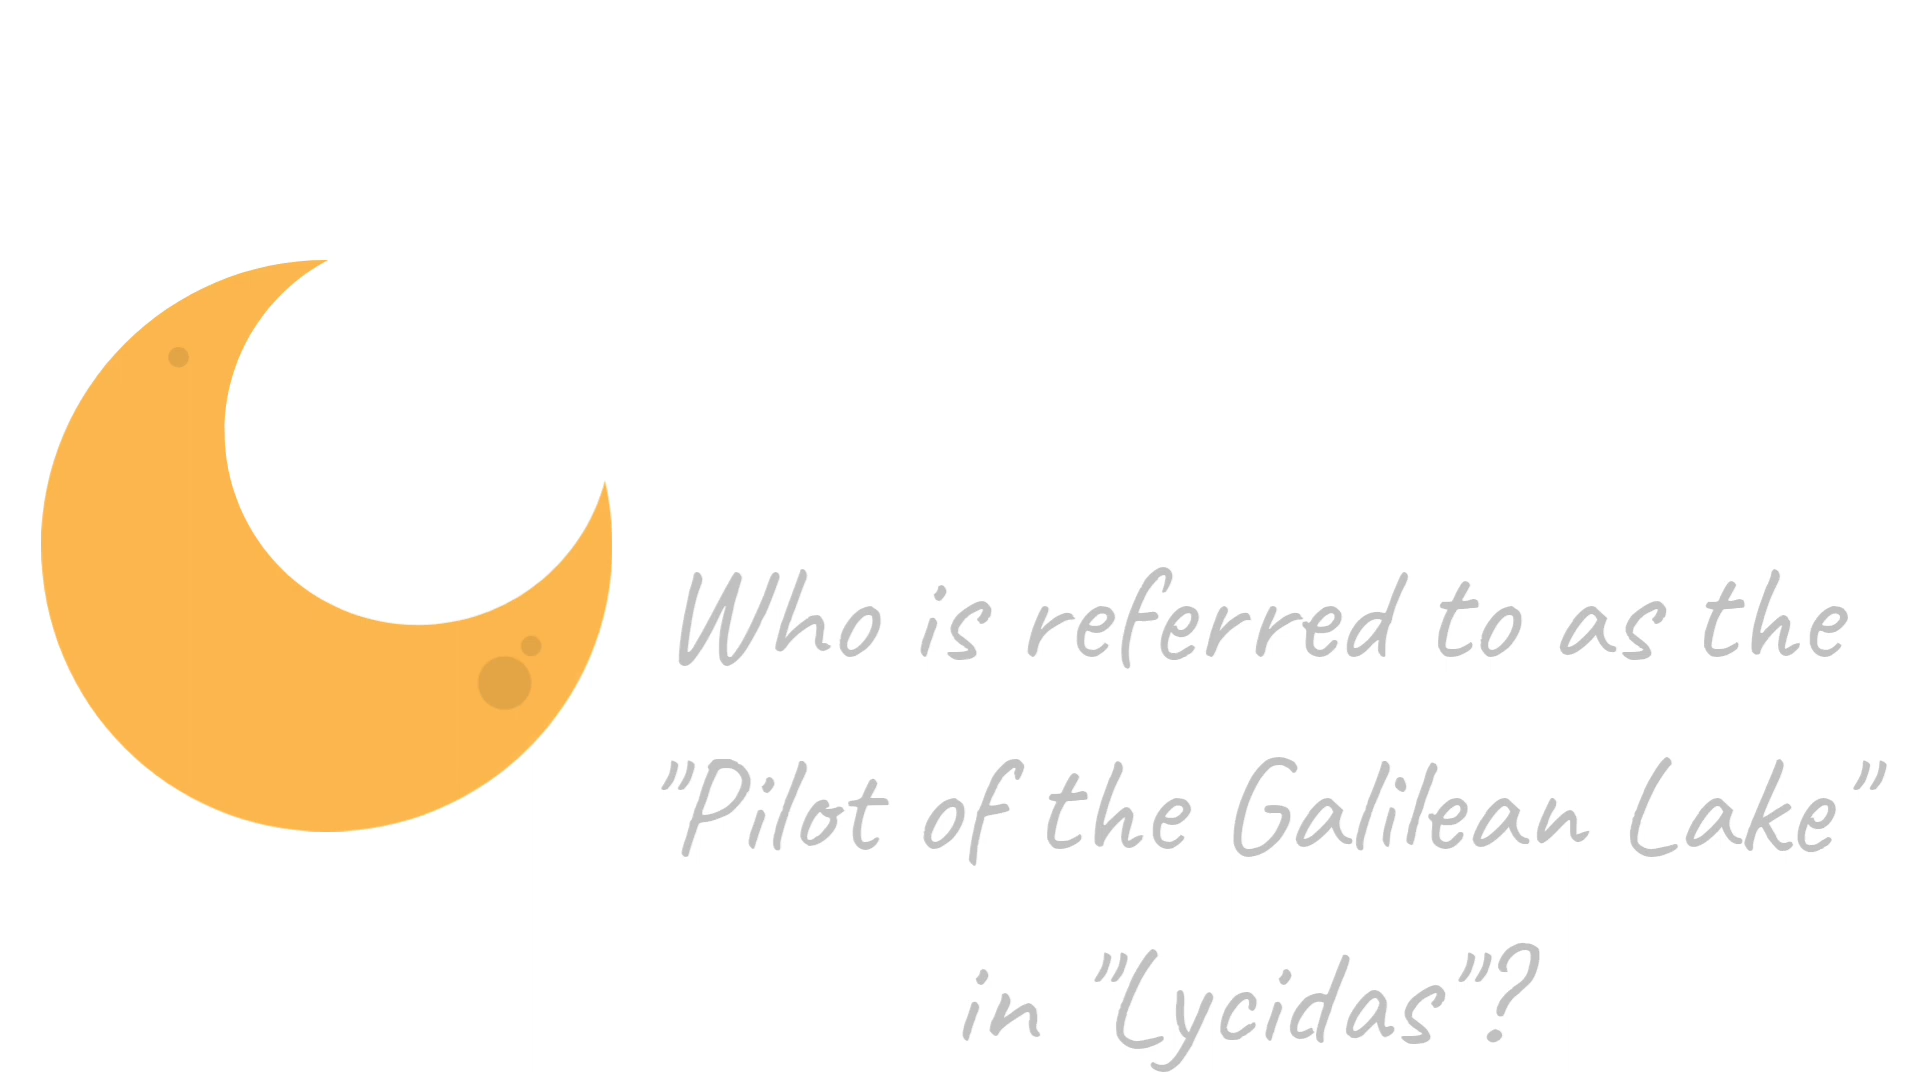 Who is referred to as the
"Pilot of the Galilean Lake"
in "Lycidas"?